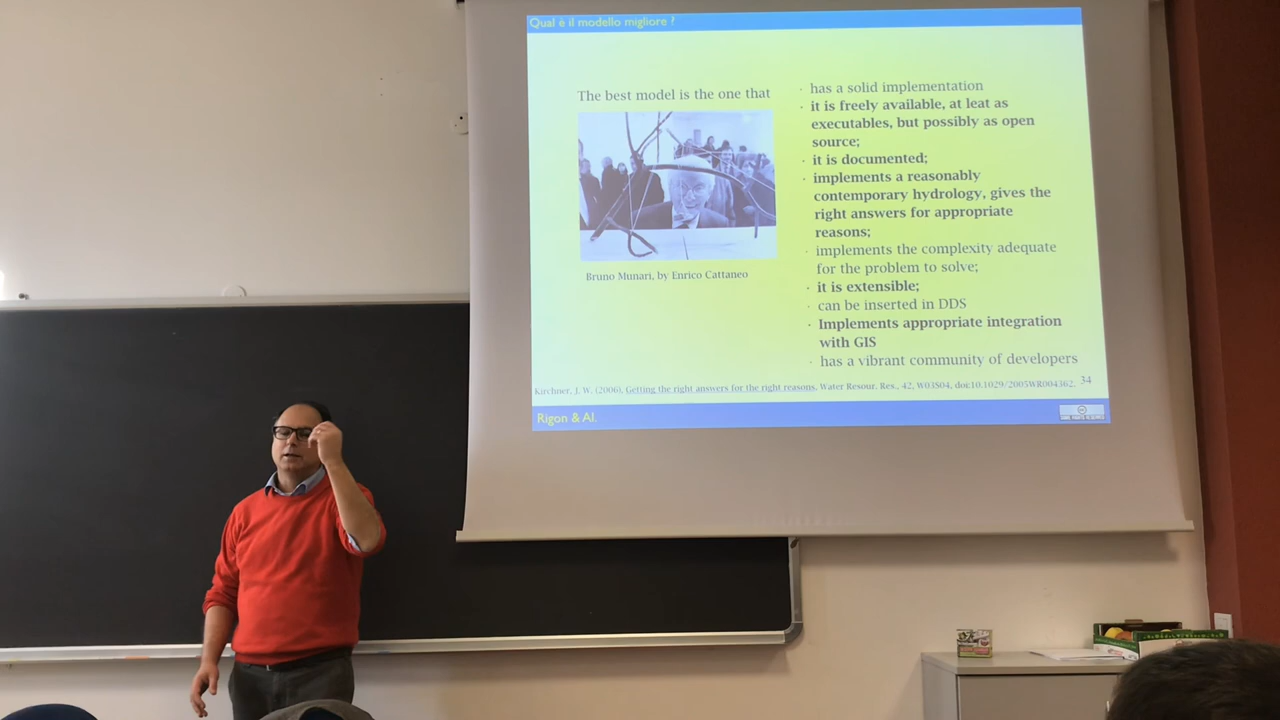 Qual è il modello migliore ?
The best model is the one that
Bruno Munari, by Enrico Cattaneo
· has a solid implementation
· it is freely available, at leat as
executables, but possibly as open
source;
· it is documented;
· implements a reasonably
contemporary hydrology, gives the
right answers for appropriate
reasons;
· implements the complexity adequate
for the problem to solve;
· it is extensible;
· can be inserted in DDS
· Implements appropriate integration
with GIS
· has a vibrant community of developers
Kirchner, J. W. (2006), Getting the right answers for the right reasons, Water Resour. Res., 42, W03S04, doi:10.1029/2005WR004362.
34
Rigon & Al.
SOME RIGHTS RESERVED